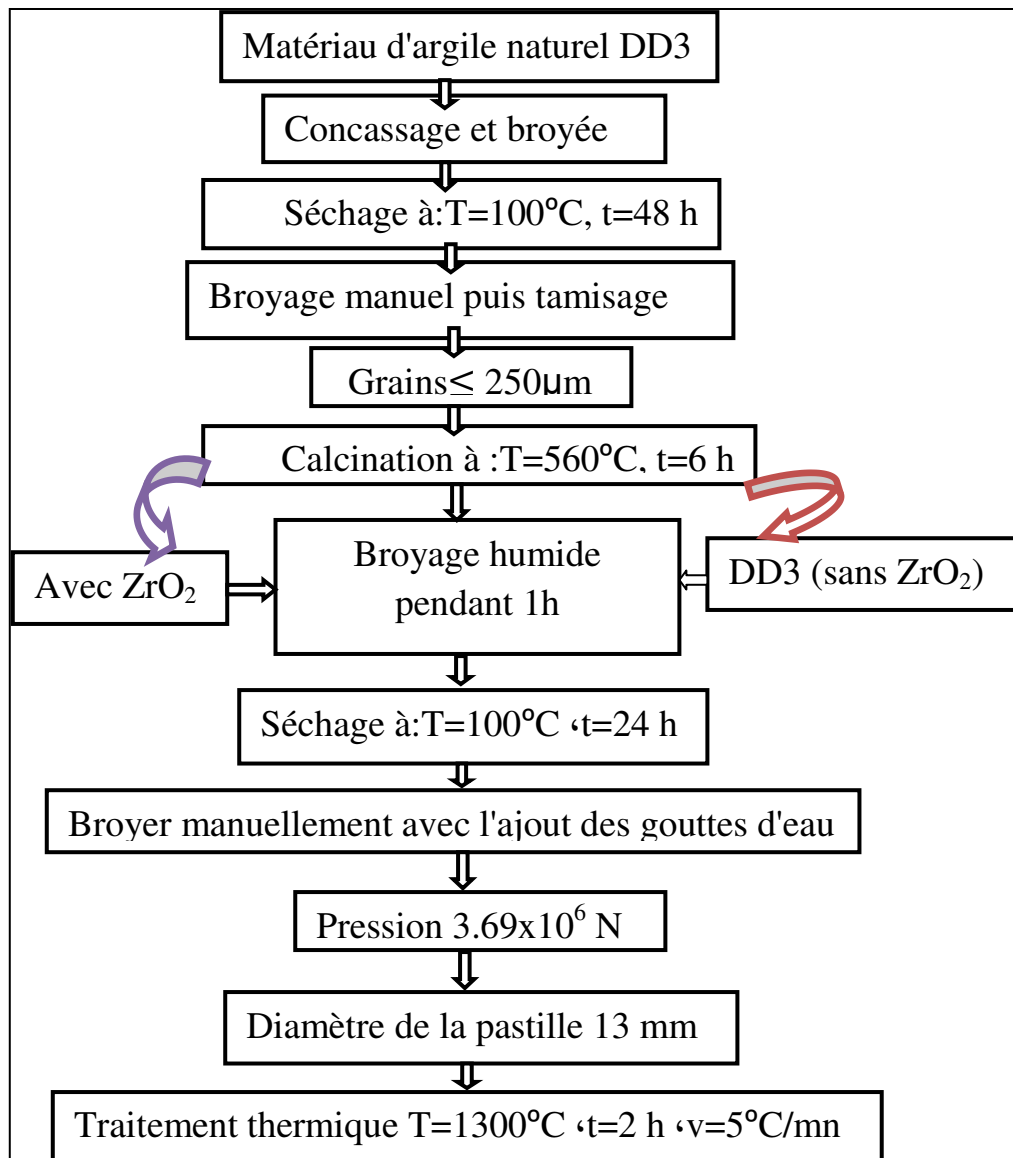 Matériau d'argile naturel DD3
Concassage et broyée
Séchage à:T=100°C, t=48 h
Broyage manuel puis tamisage
Grains≤ 250µm
Calcination à :T=560°C, t=6 h
Avec ZrO₂
Broyage humide
pendant 1h
DD3 (sans ZrO₂)
Séchage à:T=100°C ،t=24 h
Broyer manuellement avec l'ajout des gouttes d'eau
Pression 3.69x10⁶ N
Diamètre de la pastille 13 mm
Traitement thermique T=1300°C ،t=2 h ،v=5°C/mn